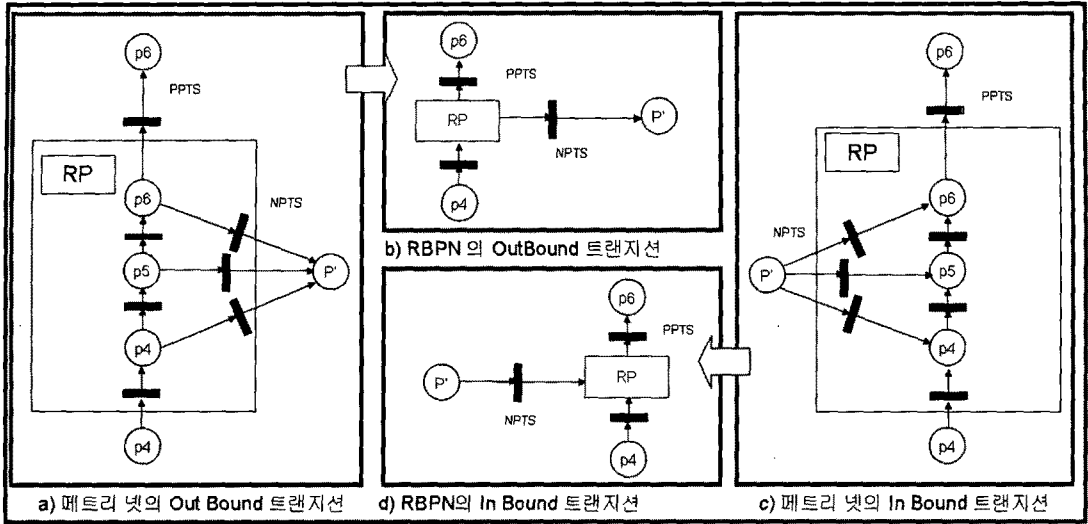 p6
PPTS
RP
p6
NPTS
p5
P'
p4
p4
a) 페트리 넷의 Out Bound 트랜지션
p6
PPTS
RP
P'
NPTS
p4
b) RBPN 의 OutBound 트랜지션
p6
PPTS
P'
RP
NPTS
p4
d) RBPN의 In Bound 트랜지션
p6
PPTS
RP
p6
NPTS
P'
p5
p4
p4
c) 페트리 넷의 In Bound 트랜지션